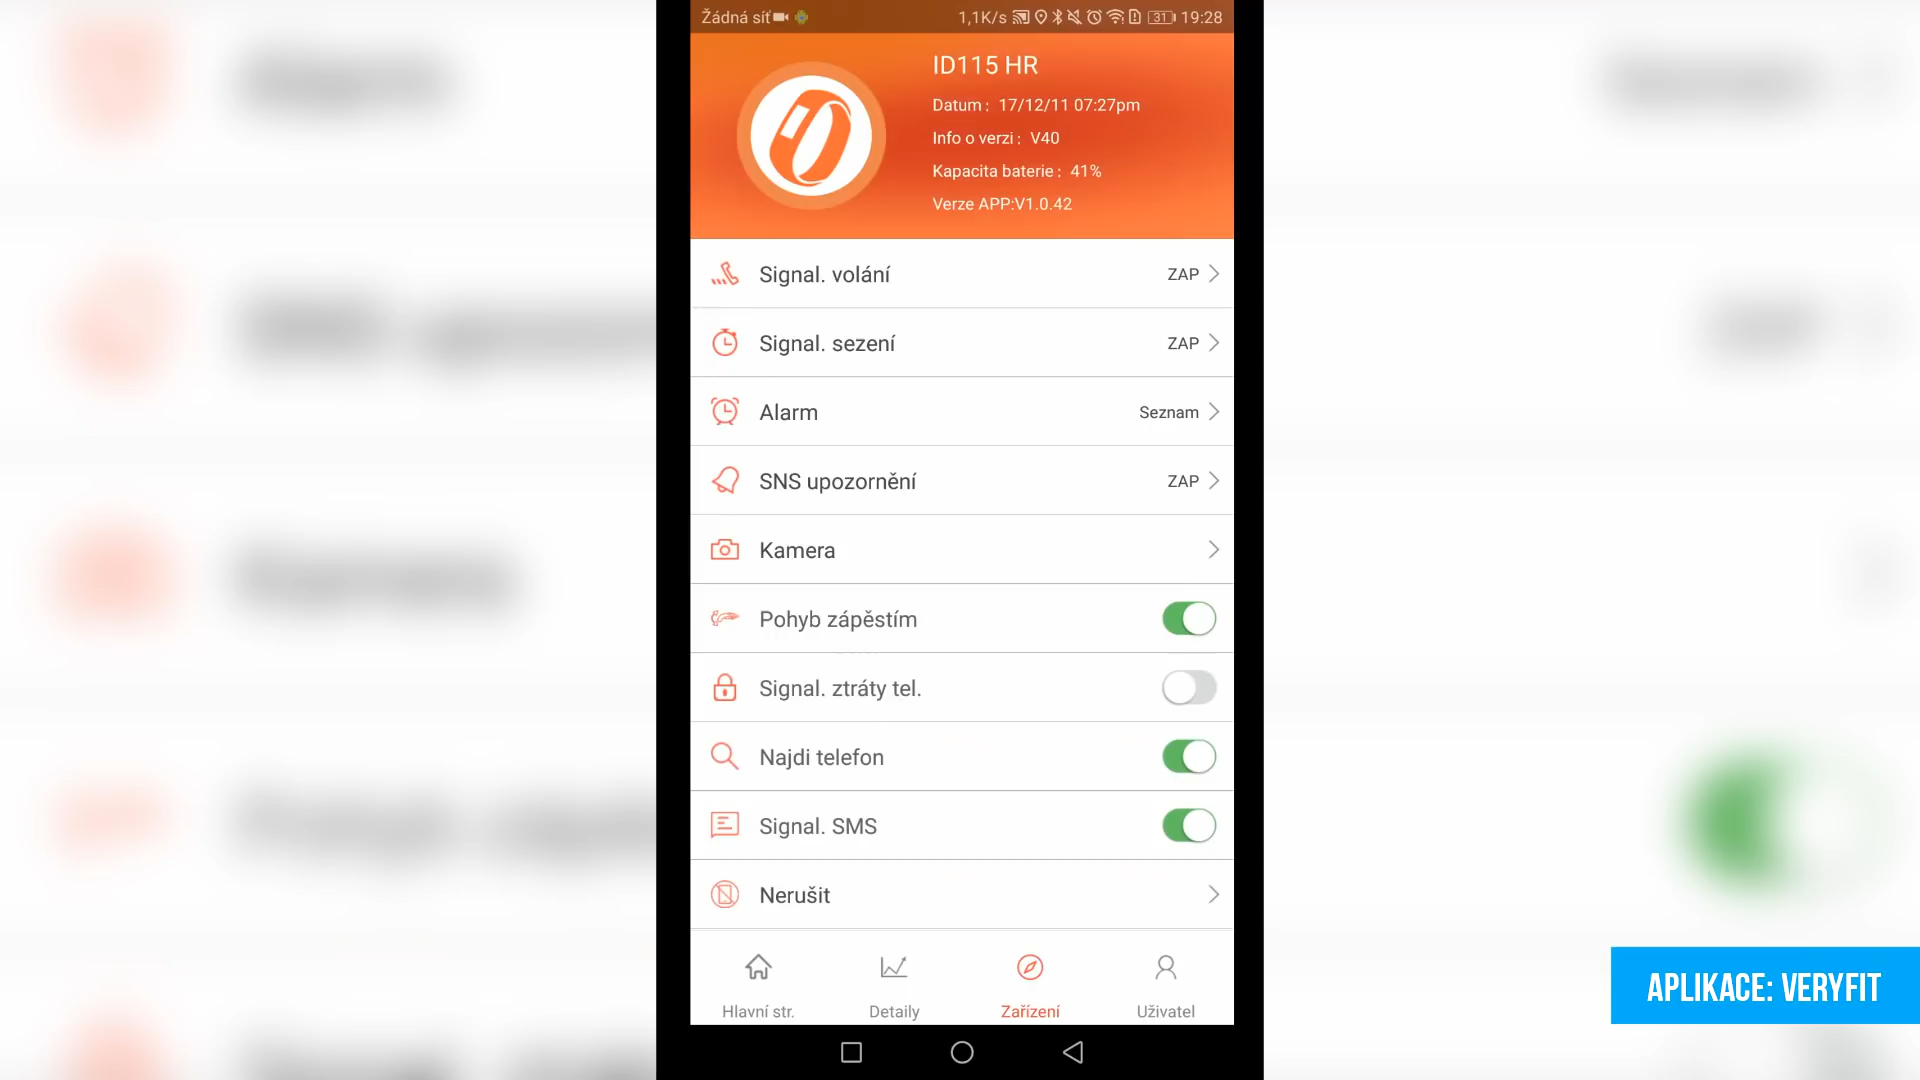 Žádná síť
1,1K/s 31 19:28
ID115 HR
Datum : 17/12/11 07:27pm
Info o verzi : V40
Kapacita baterie : 41%
Verze APP:V1.0.42
Signal. volání ZAP
Signal. sezení ZAP
Alarm Seznam
SNS upozornění ZAP
Kamera
Pohyb zápěstím
Signal. ztráty tel.
Najdi telefon
Signal. SMS
Nerušit
Hlavní str. Detaily Zařízení Uživatel
APLIKACE: VERYFIT